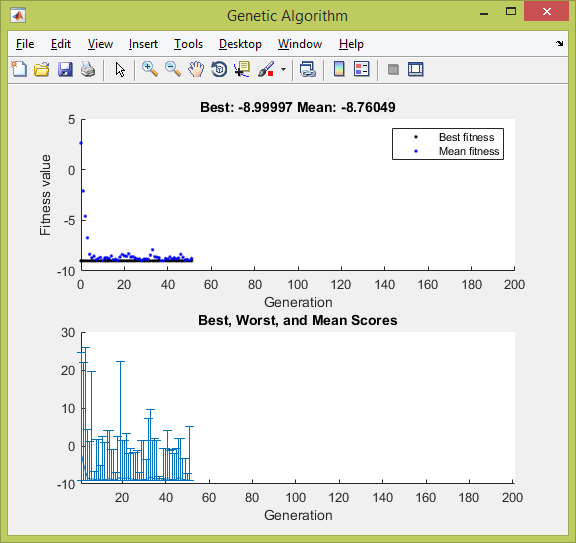 Genetic Algorithm
File Edit View Insert Tools Desktop Window Help
Best: -8.99997 Mean: -8.76049
5
0
-5
-10
Fitness value
Best fitness
Mean fitness
0 20 40 60 80 100 120 140 160 180 200
Generation
Best, Worst, and Mean Scores
30
20
10
0
-10
20 40 60 80 100 120 140 160 180 200
Generation